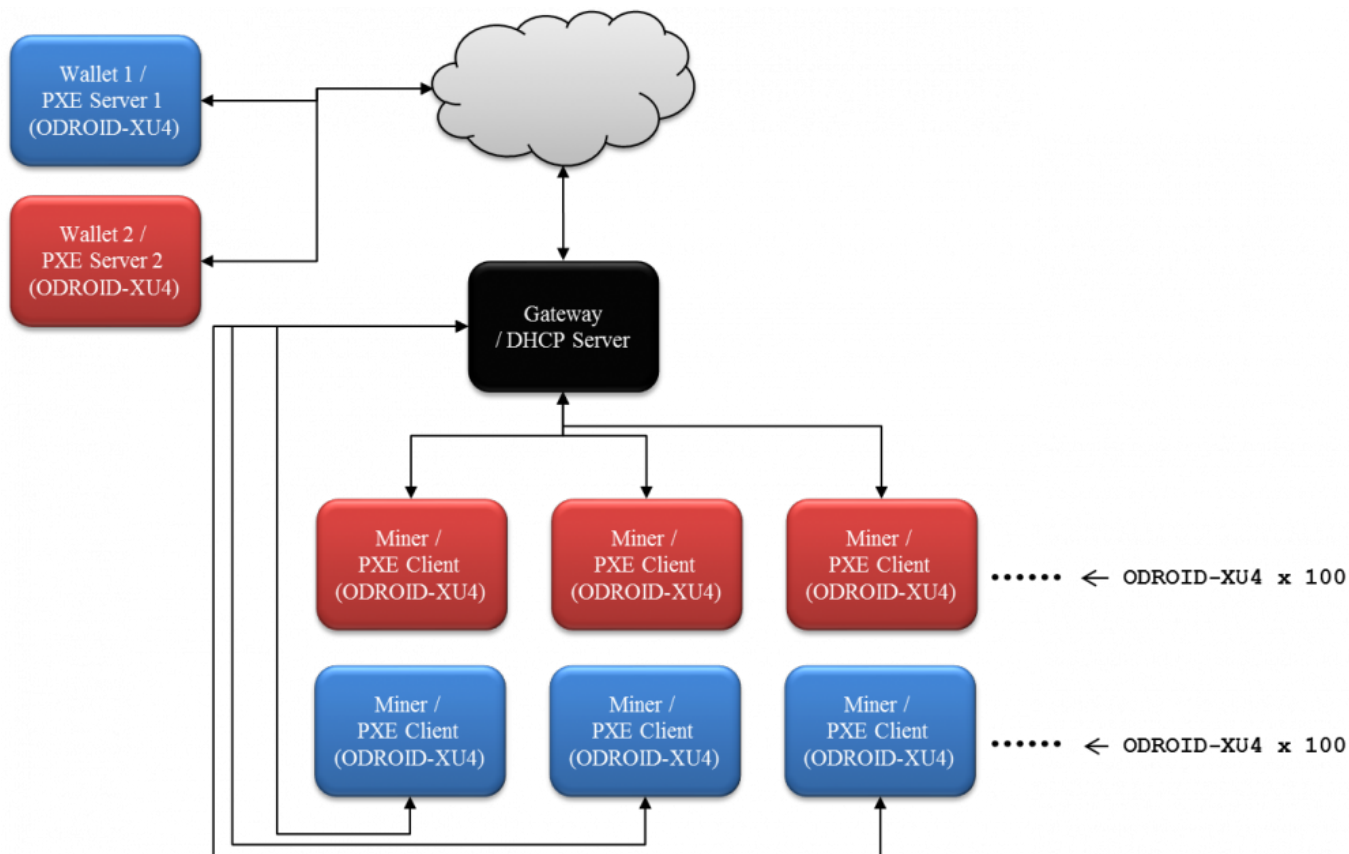 Wallet 1 /
PXE Server 1
(ODROID-XU4)
Wallet 2 /
PXE Server 2
(ODROID-XU4)
Gateway
/ DHCP Server
Miner /
PXE Client
(ODROID-XU4)
Miner /
PXE Client
(ODROID-XU4)
Miner /
PXE Client
(ODROID-XU4)
...... ← ODROID-XU4 x 100
Miner /
PXE Client
(ODROID-XU4)
Miner /
PXE Client
(ODROID-XU4)
Miner /
PXE Client
(ODROID-XU4)
...... ← ODROID-XU4 x 100